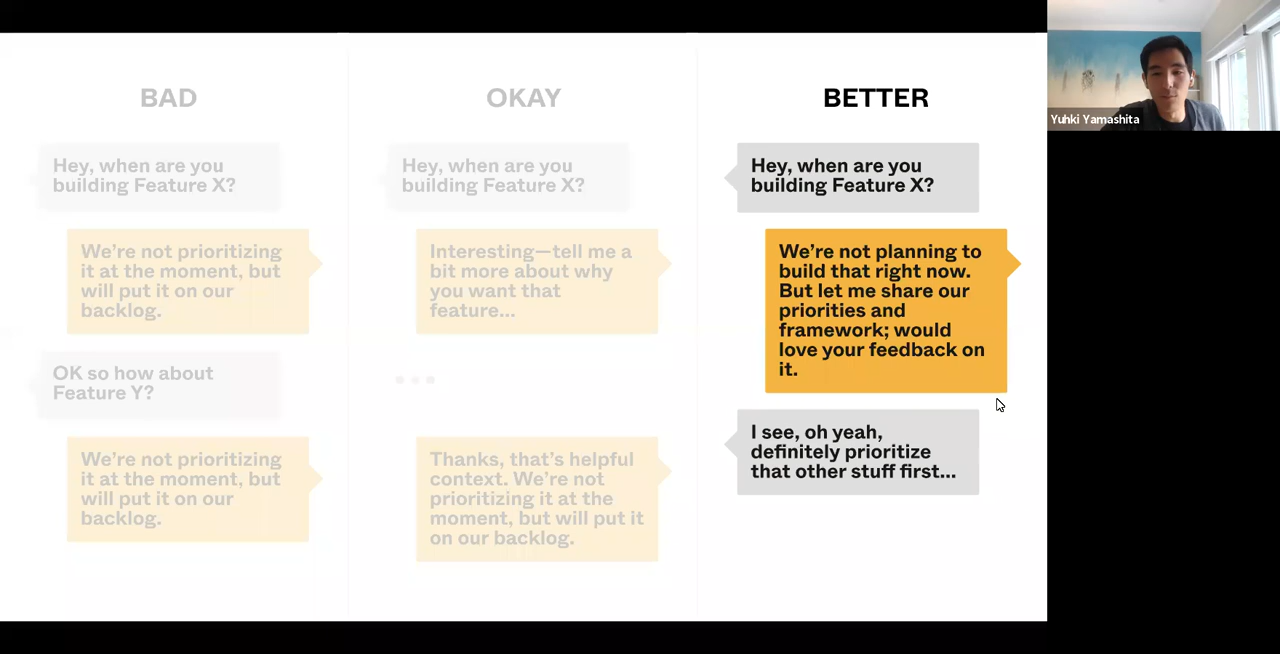 BAD
Hey, when are you
building Feature X?
We're not prioritizing
it at the moment, but
will put it on our
backlog.
OK so how about
Feature Y?
We're not prioritizing
it at the moment, but
will put it on our
backlog.
OKAY
Hey, when are you
building Feature X?
Interesting—tell me a
bit more about why
you want that
feature...
Thanks, that's helpful
context. We're not
prioritizing it at the
moment, but will put it
on our backlog.
BETTER
Hey, when are you
building Feature X?
We're not planning to
build that right now.
But let me share our
priorities and
framework; would
love your feedback on
it.
I see, oh yeah,
definitely prioritize
that other stuff first...
Yuhki Yamashita